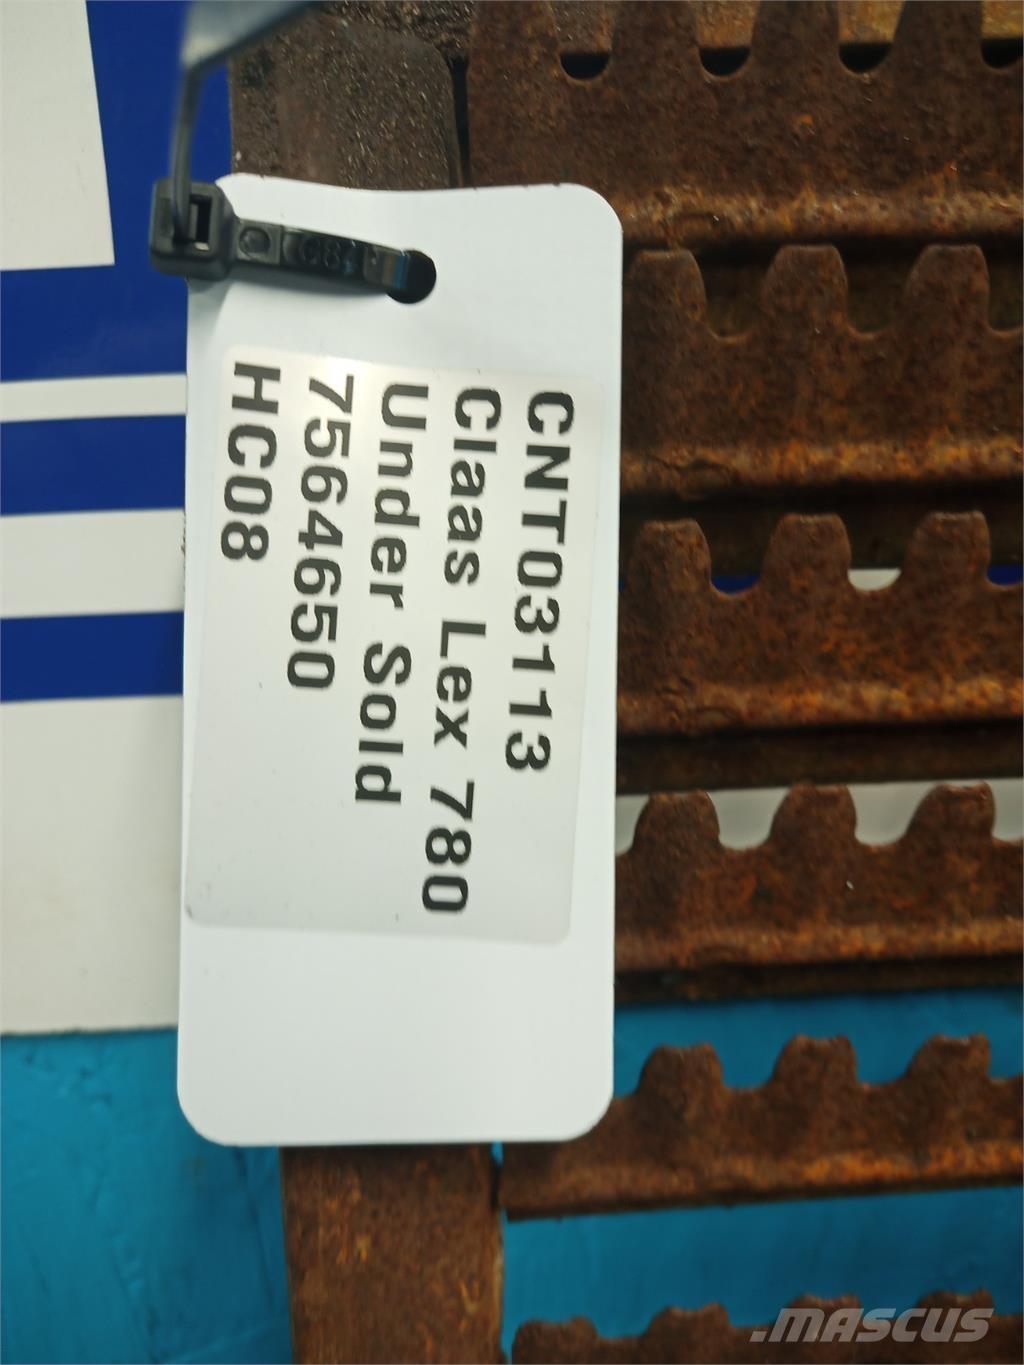 CNT03113
Claas Lex 780
Under Sold
7564650
HC08
.MASCUS